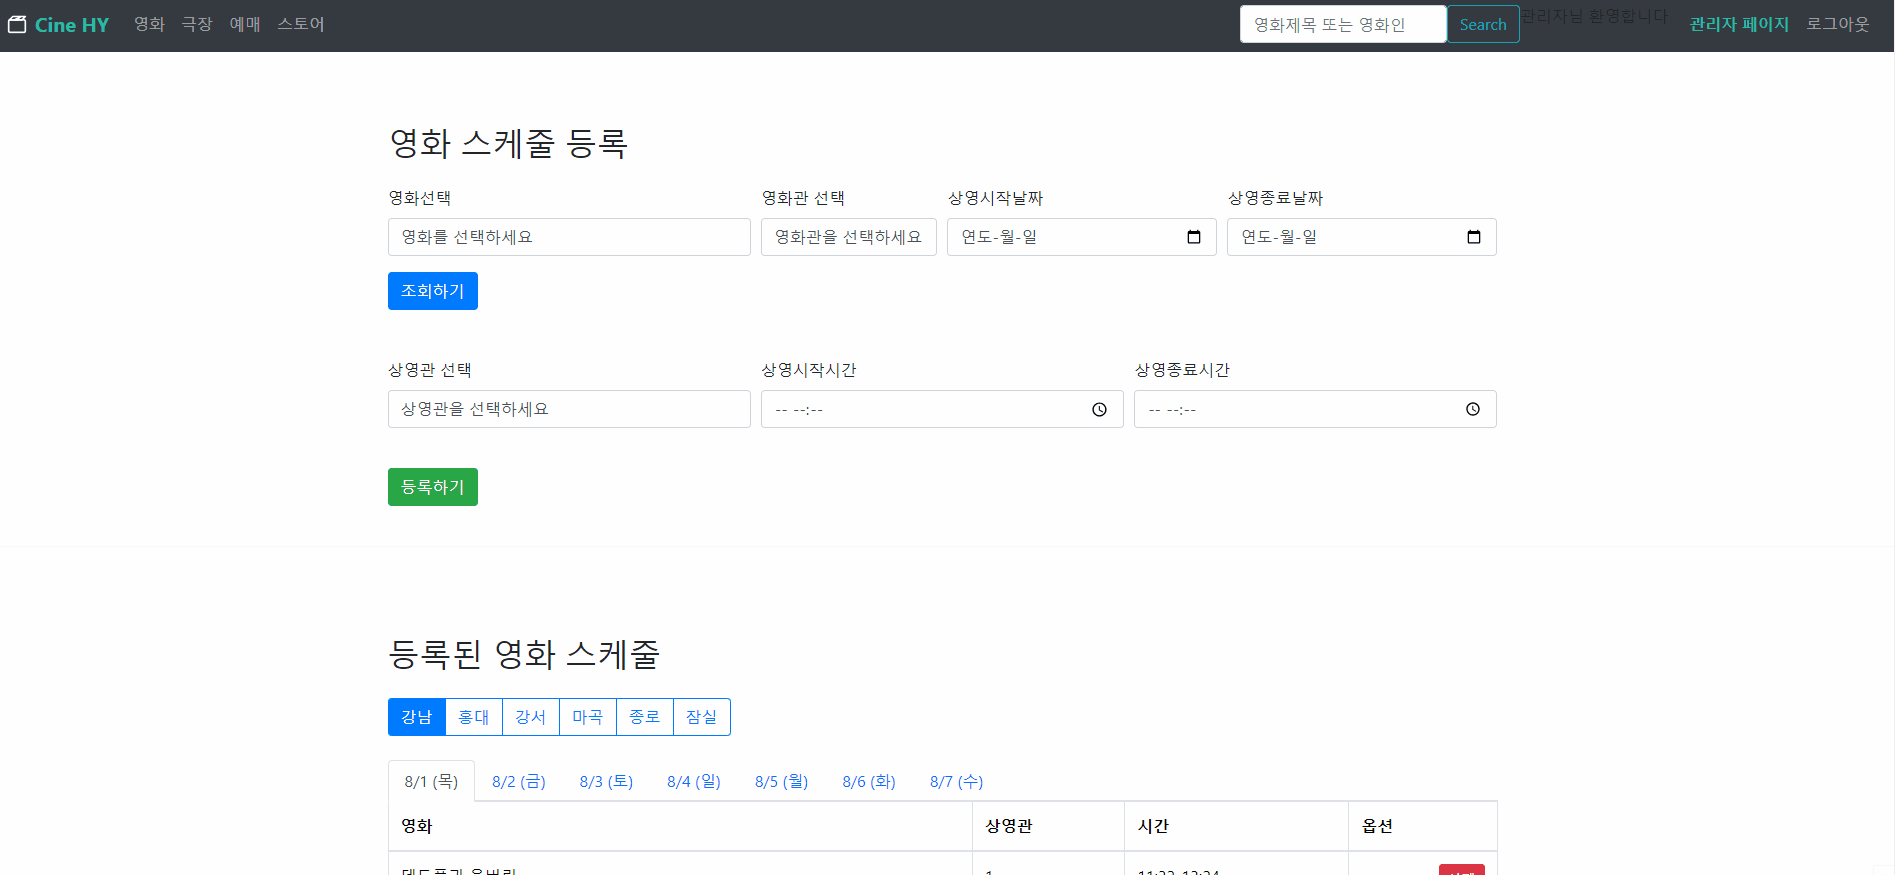 Cine HY 영화 극장 예매 스토어 영화제목 또는 영화인 Search 관리자님 환영합니다 관리자 페이지 로그아웃
영화 스케줄 등록
영화선택 영화관 선택 상영시작날짜 상영종료날짜
영화를 선택하세요 영화관을 선택하세요 연도-월-일 연도-월-일
조회하기
상영관 선택 상영시작시간 상영종료시간
상영관을 선택하세요 -- --:-- -- --:--
등록하기
등록된 영화 스케줄
강남 홍대 강서 마곡 종로 잠실
8/1 (목) 8/2 (금) 8/3 (토) 8/4 (일) 8/5 (월) 8/6 (화) 8/7 (수)
영화 상영관 시간 옵션